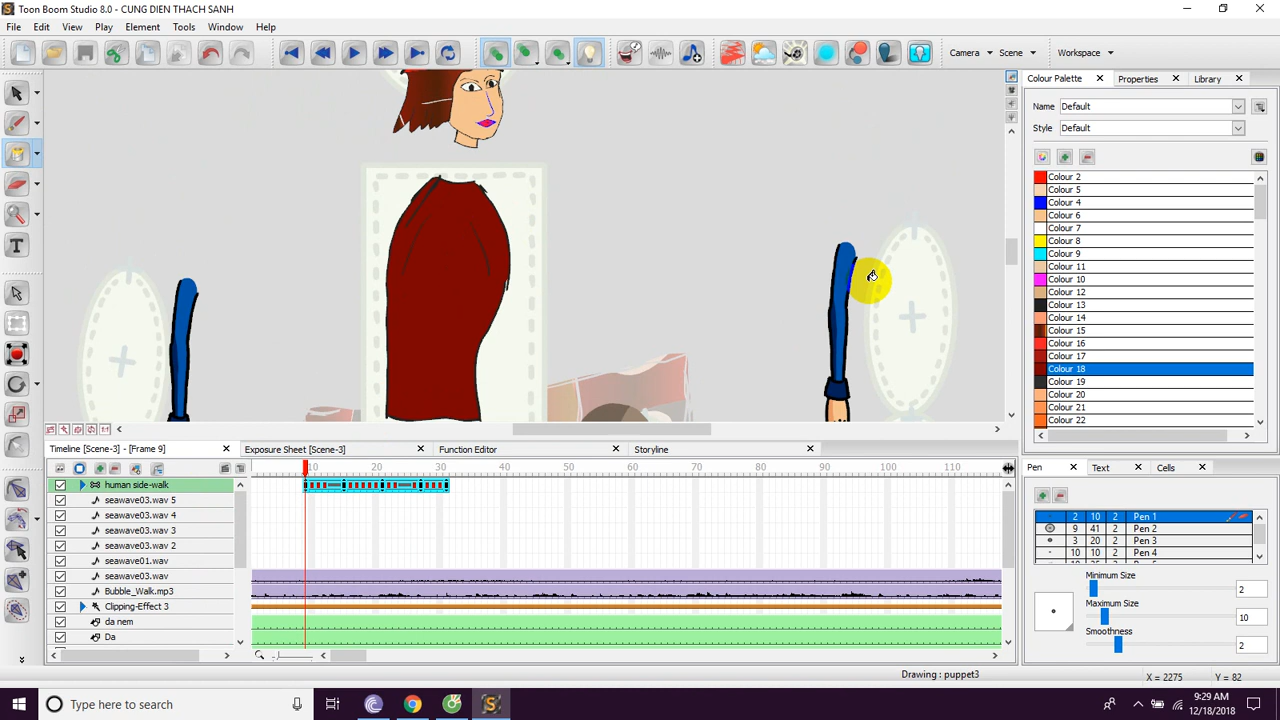 Toon Boom Studio 8.0 - CUNG DIEN THACH SANH
File Edit View Play Element Tools Window Help
Camera Scene Workspace
Colour Palette Properties Library
Name Default
Style Default
Colour 2
Colour 5
Colour 4
Colour 6
Colour 7
Colour 8
Colour 9
Colour 11
Colour 10
Colour 12
Colour 13
Colour 14
Colour 15
Colour 16
Colour 17
Colour 18
Colour 19
Colour 20
Colour 21
Colour 22
Timeline [Scene-3] - [Frame 9] Exposure Sheet [Scene-3] Function Editor Storyline
10 20 30 40 50 60 70 80 90 100 110
human side-walk
seawave03.wav 5
seawave03.wav 4
seawave03.wav 3
seawave03.wav 2
seawave01.wav
seawave03.wav
Bubble_Walk.mp3
Clipping-Effect 3
da nem
Da
Pen Text Cells
2 10 2 Pen 1
9 41 2 Pen 2
3 20 2 Pen 3
10 10 2 Pen 4
Minimum Size
2
Maximum Size
10
Smoothness
2
Drawing : puppet3
X = 2275 Y = 82
Type here to search
9:29 AM
12/18/2018